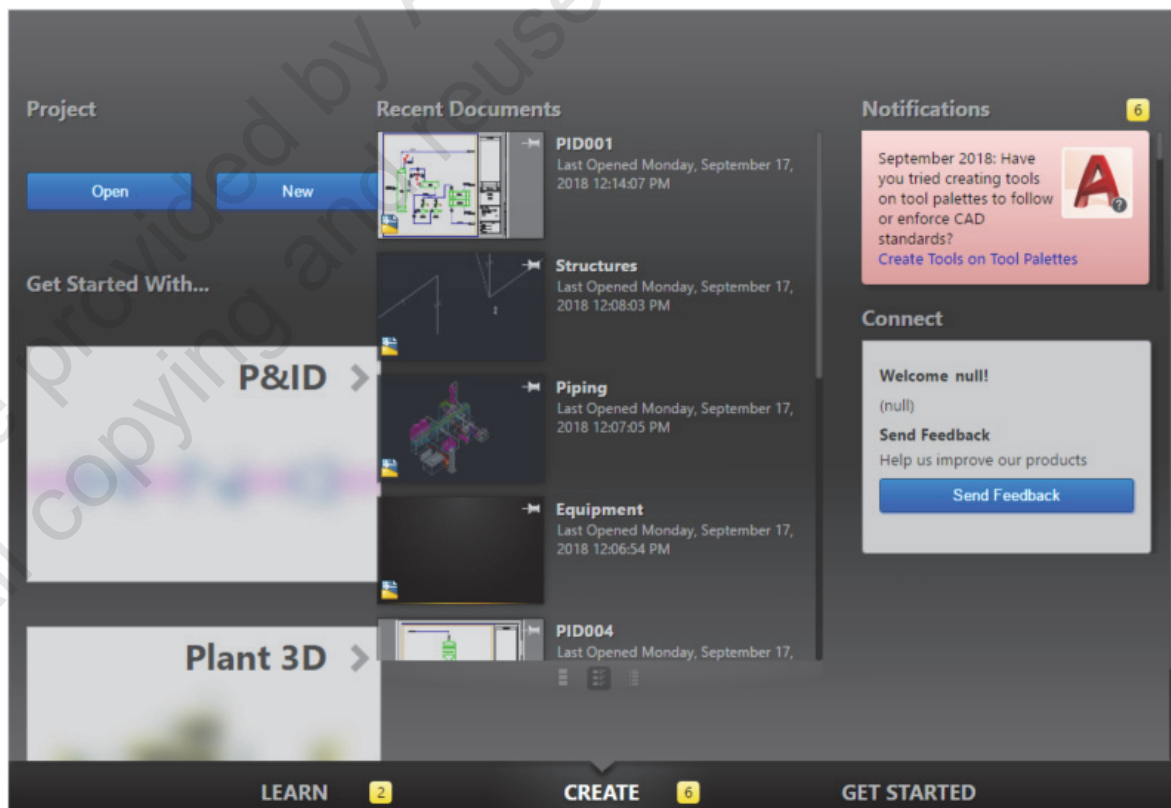 Project
Open
New
Get Started With...
P&ID
Plant 3D
Recent Documents
PID001
Last Opened Monday, September 17,
2018 12:14:07 PM
Structures
Last Opened Monday, September 17,
2018 12:08:03 PM
Piping
Last Opened Monday, September 17,
2018 12:07:05 PM
Equipment
Last Opened Monday, September 17,
2018 12:06:54 PM
PID004
Last Opened Monday, September 17,
Notifications 6
September 2018: Have
you tried creating tools
on tool palettes to follow
or enforce CAD
standards?
Create Tools on Tool Palettes
Connect
Welcome null!
(null)
Send Feedback
Help us improve our products
Send Feedback
LEARN 2
CREATE 6
GET STARTED
provided by
copying and reuse